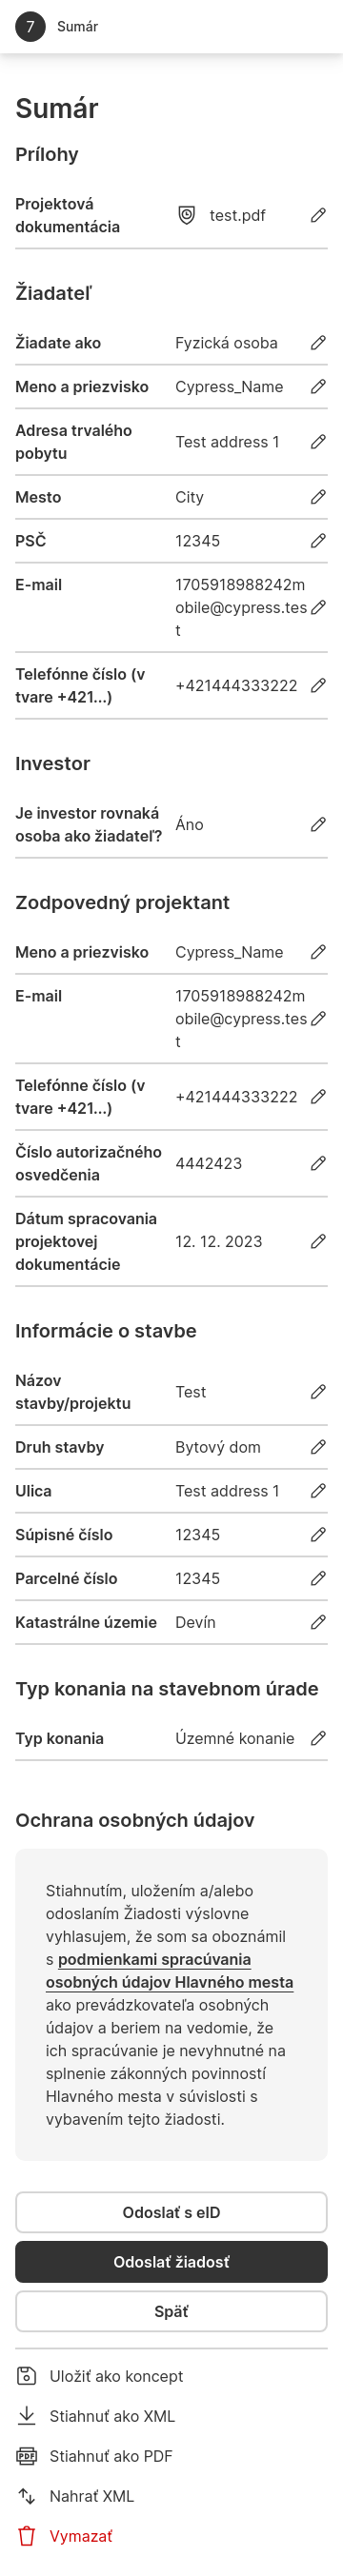 7 Sumár
Sumár
Prílohy
Projektová
dokumentácia
test.pdf
Žiadateľ
Žiadate ako Fyzická osoba
Meno a priezvisko Cypress_Name
Adresa trvalého
pobytu
Test address 1
Mesto City
PSČ 12345
E-mail 1705918988242m
obile@cypress.tes
t
Telefónne číslo (v
tvare +421...)
+421444333222
Investor
Je investor rovnaká
osoba ako žiadateľ?
Áno
Zodpovedný projektant
Meno a priezvisko Cypress_Name
E-mail 1705918988242m
obile@cypress.tes
t
Telefónne číslo (v
tvare +421...)
+421444333222
Číslo autorizačného
osvedčenia
4442423
Dátum spracovania
projektovej
dokumentácie
12. 12. 2023
Informácie o stavbe
Názov
stavby/projektu
Test
Druh stavby Bytový dom
Ulica Test address 1
Súpisné číslo 12345
Parcelné číslo 12345
Katastrálne územie Devín
Typ konania na stavebnom úrade
Typ konania Územné konanie
Ochrana osobných údajov
Stiahnutím, uložením a/alebo
odoslaním Žiadosti výslovne
vyhlasujem, že som sa oboznámil
s podmienkami spracúvania
osobných údajov Hlavného mesta
ako prevádzkovateľa osobných
údajov a beriem na vedomie, že
ich spracúvanie je nevyhnutné na
splnenie zákonných povinností
Hlavného mesta v súvislosti s
vybavením tejto žiadosti.
Odoslať s eID
Odoslať žiadosť
Späť
Uložiť ako koncept
Stiahnuť ako XML
PDF Stiahnuť ako PDF
Nahrať XML
Vymazať